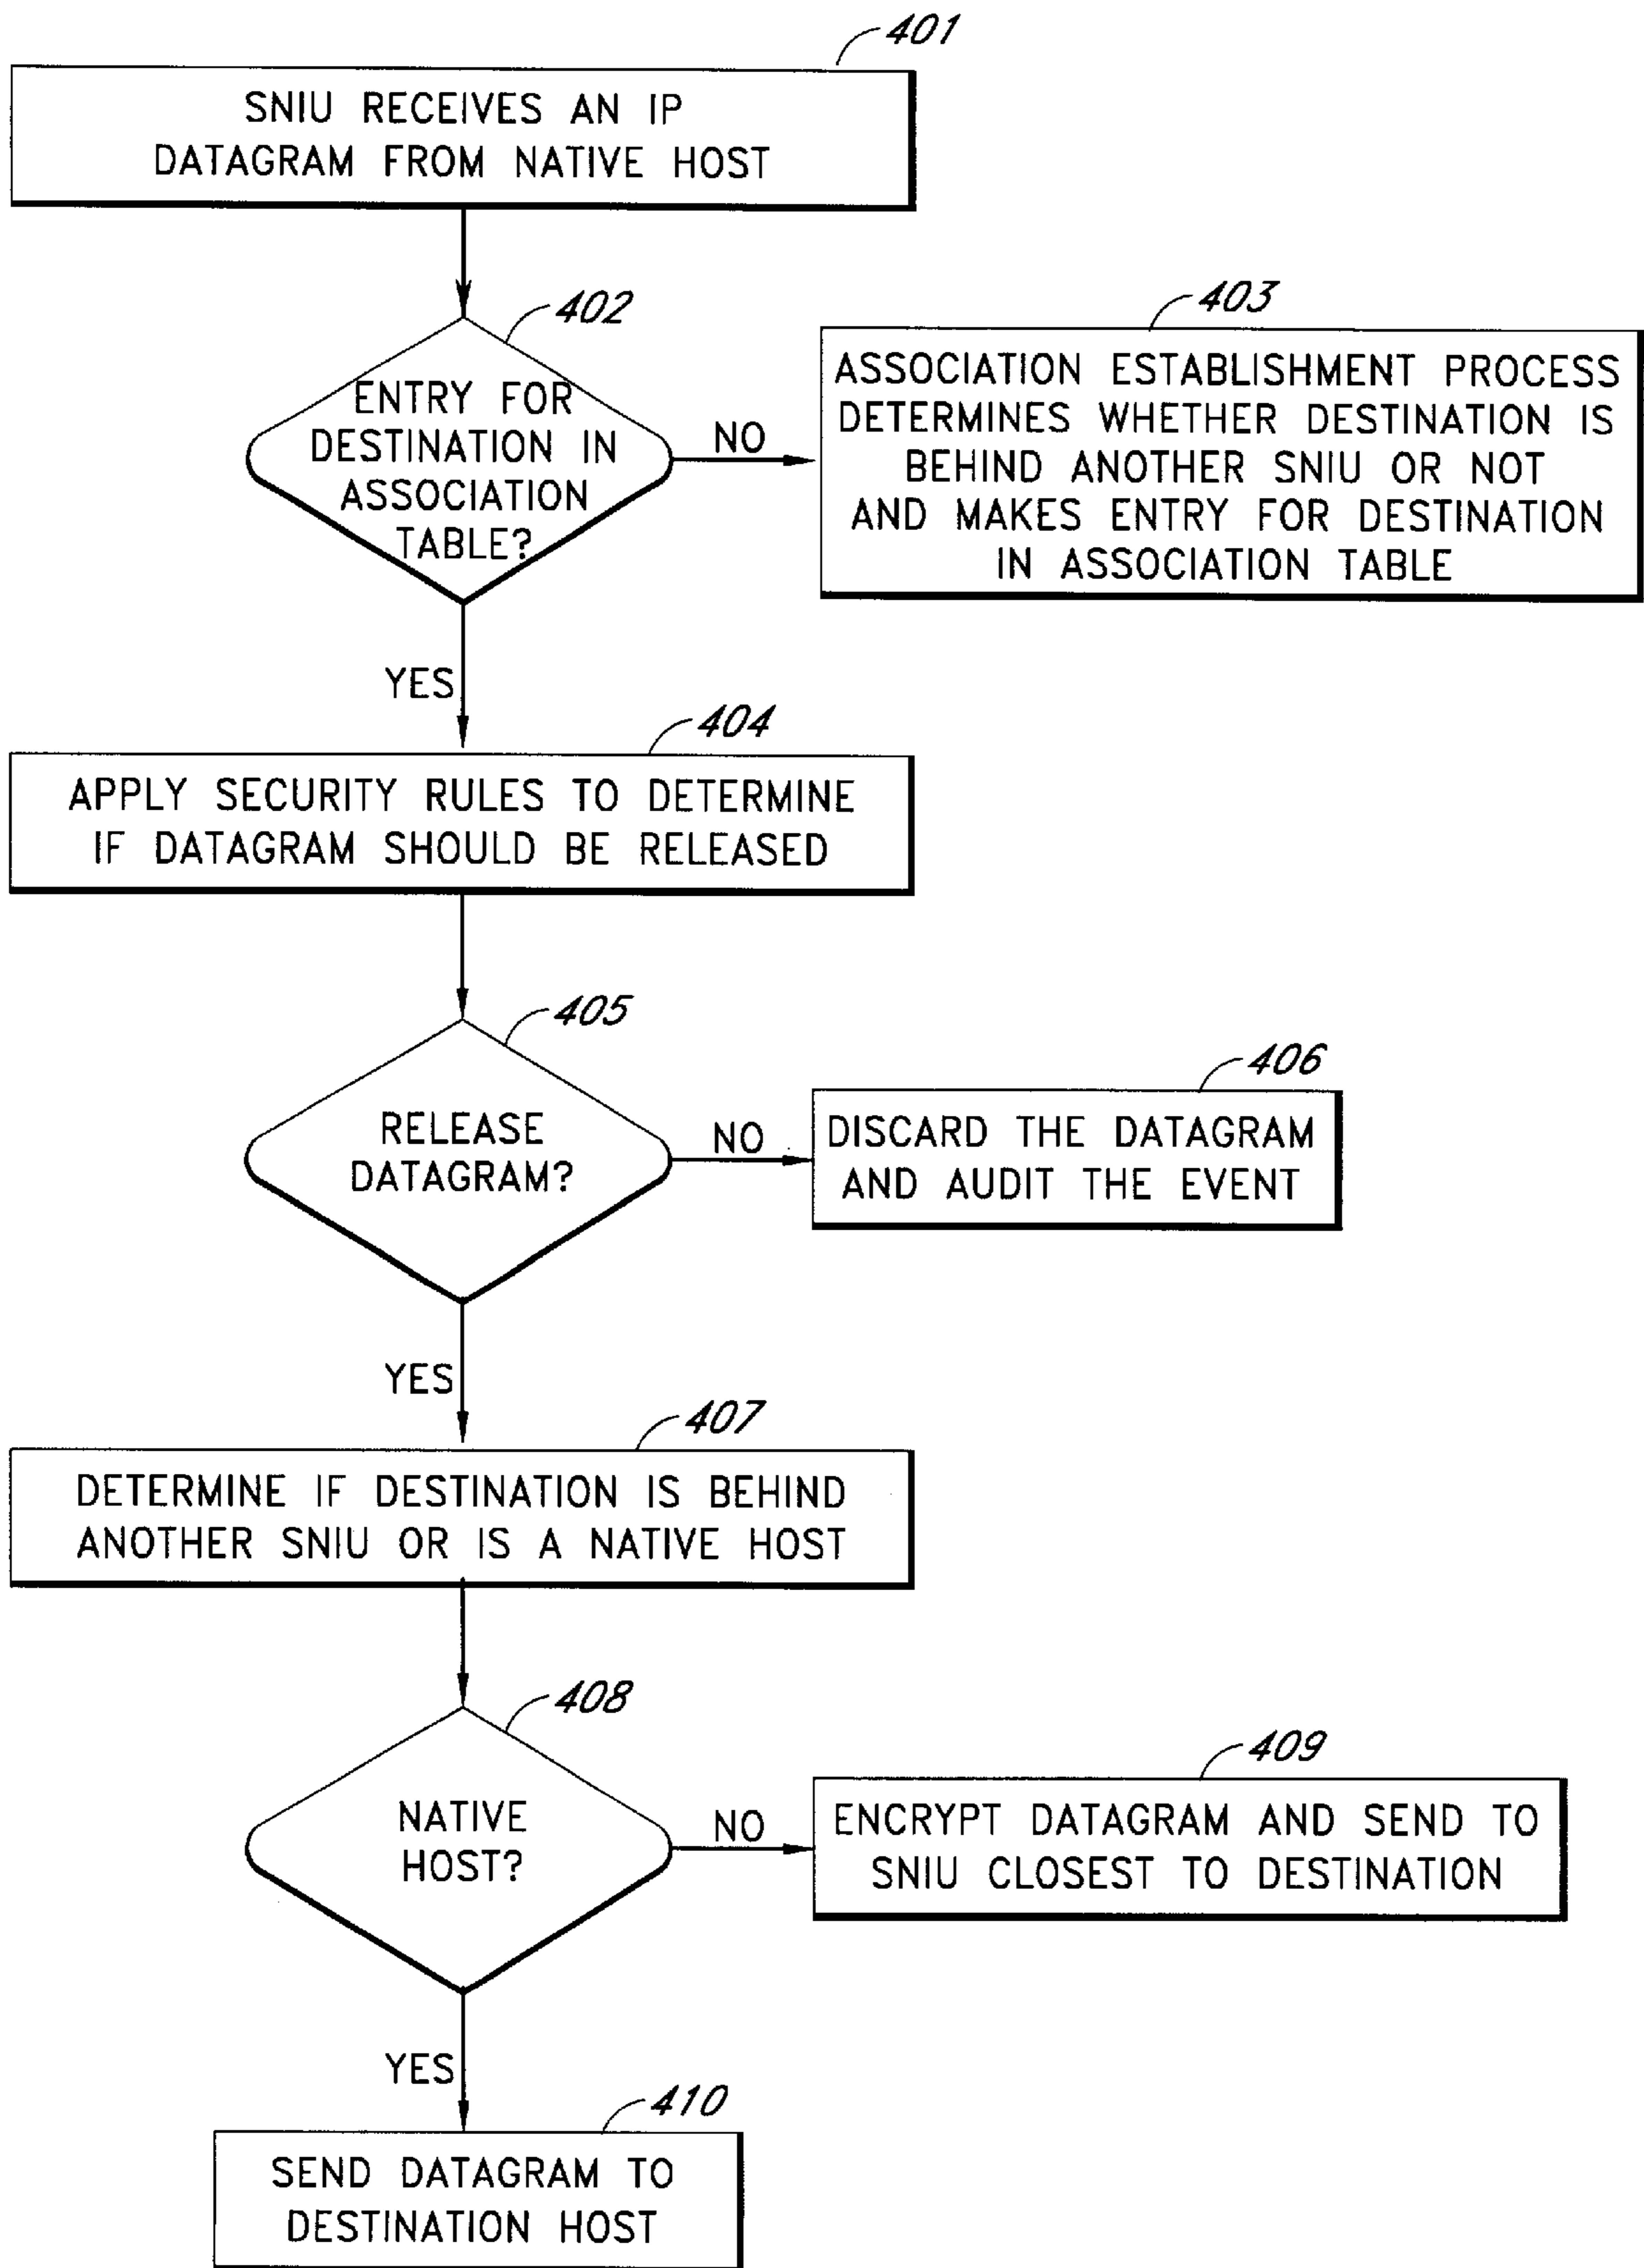 401
SNIU RECEIVES AN IP
DATAGRAM FROM NATIVE HOST
402
ENTRY FOR
DESTINATION IN
ASSOCIATION
TABLE?
NO
403
ASSOCIATION ESTABLISHMENT PROCESS
DETERMINES WHETHER DESTINATION IS
BEHIND ANOTHER SNIU OR NOT
AND MAKES ENTRY FOR DESTINATION
IN ASSOCIATION TABLE
YES
404
APPLY SECURITY RULES TO DETERMINE
IF DATAGRAM SHOULD BE RELEASED
405
RELEASE
DATAGRAM?
NO
406
DISCARD THE DATAGRAM
AND AUDIT THE EVENT
YES
407
DETERMINE IF DESTINATION IS BEHIND
ANOTHER SNIU OR IS A NATIVE HOST
408
NATIVE
HOST?
NO
409
ENCRYPT DATAGRAM AND SEND TO
SNIU CLOSEST TO DESTINATION
YES
410
SEND DATAGRAM TO
DESTINATION HOST